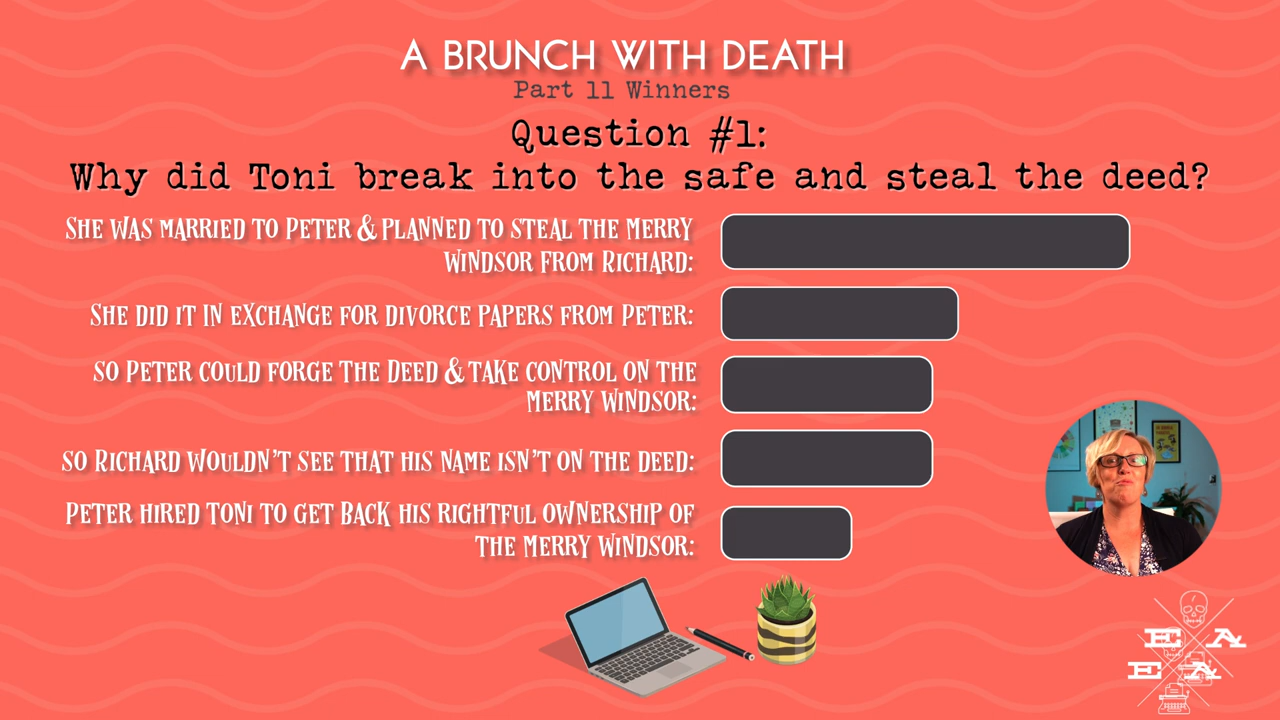 A BRUNCH WITH DEATH
Part 11 Winners
Question #1:
Why did Toni break into the safe and steal the deed?
SHE WAS MARRIED TO PETER & PLANNED TO STEAL THE MERRY
WINDSOR FROM RICHARD:
SHE DID IT IN EXCHANGE FOR DIVORCE PAPERS FROM PETER:
SO PETER COULD FORGE THE DEED & TAKE CONTROL ON THE
MERRY WINDSOR:
SO RICHARD WOULDN'T SEE THAT HIS NAME ISN'T ON THE DEED:
PETER HIRED TONI TO GET BACK HIS RIGHTFUL OWNERSHIP OF
THE MERRY WINDSOR:
E A
E A